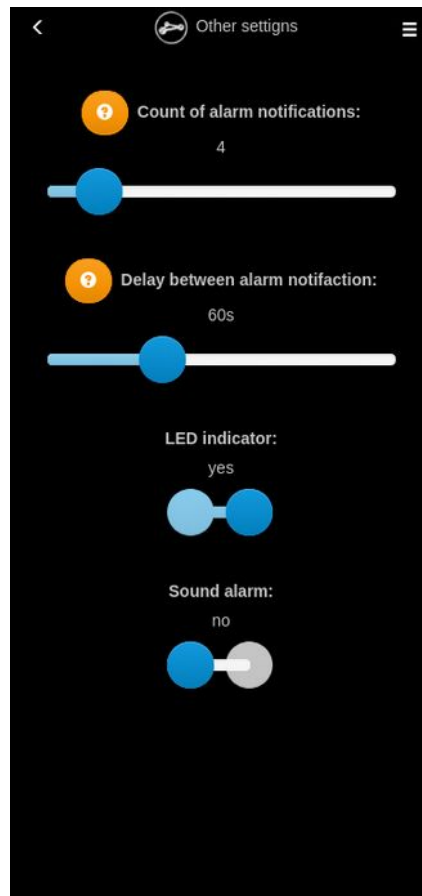 Other settigns
Count of alarm notifications:
4
Delay between alarm notifaction:
60s
LED indicator:
yes
Sound alarm:
no